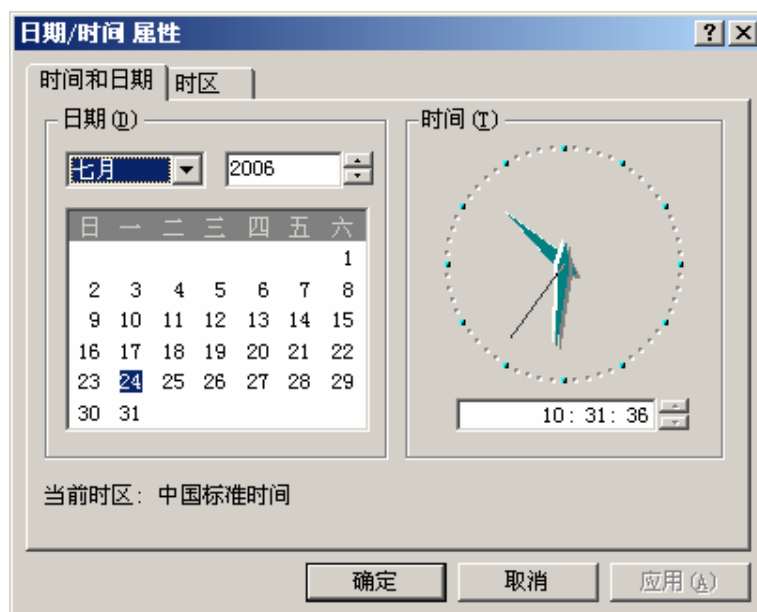 日期/时间 属性
时间和日期 时区
日期(D) 时间(T)
七月 2006
日 一 二 三 四 五 六
1
2 3 4 5 6 7 8
9 10 11 12 13 14 15
16 17 18 19 20 21 22
23 24 25 26 27 28 29
30 31
10:31:36
当前时区: 中国标准时间
确定 取消 应用(A)